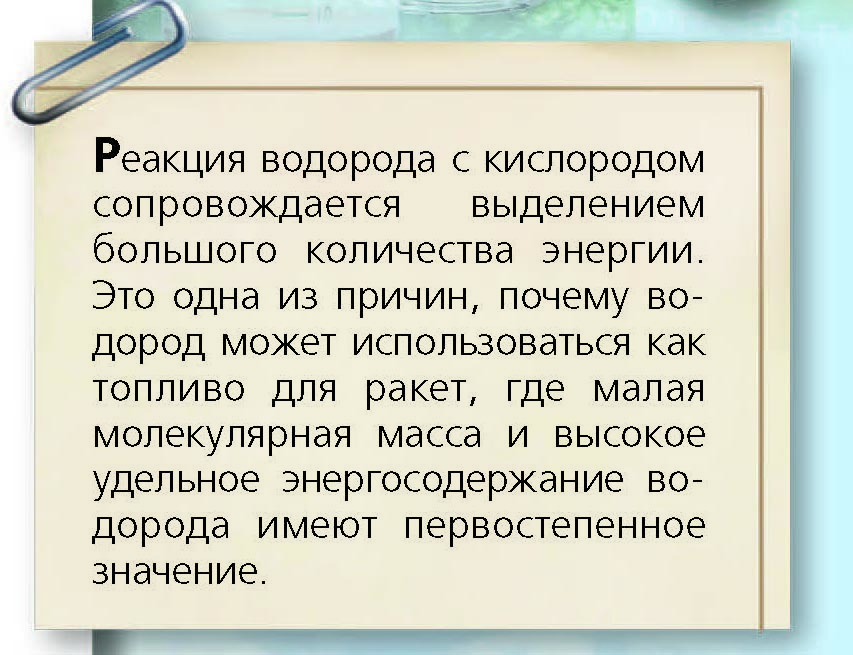 Реакция водорода с кислородом
сопровождается выделением
большого количества энергии.
Это одна из причин, почему во-
дород может использоваться как
топливо для ракет, где малая
молекулярная масса и высокое
удельное энергосодержание во-
дорода имеют первостепенное
значение.